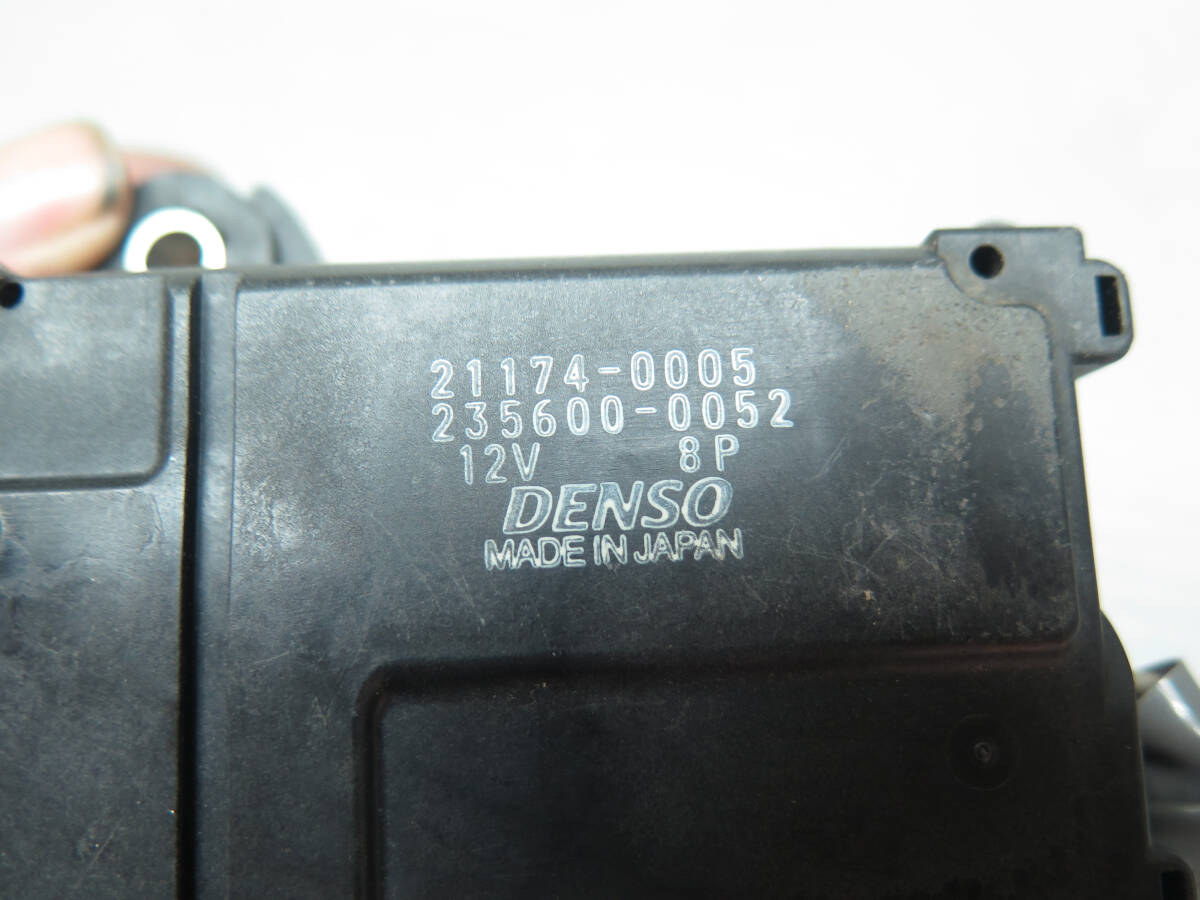 21174-0005
235600-0052
12V 8P
DENSO
MADE IN JAPAN